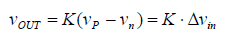 v_OUT = K(v_P − v_n) = K · Δv_in